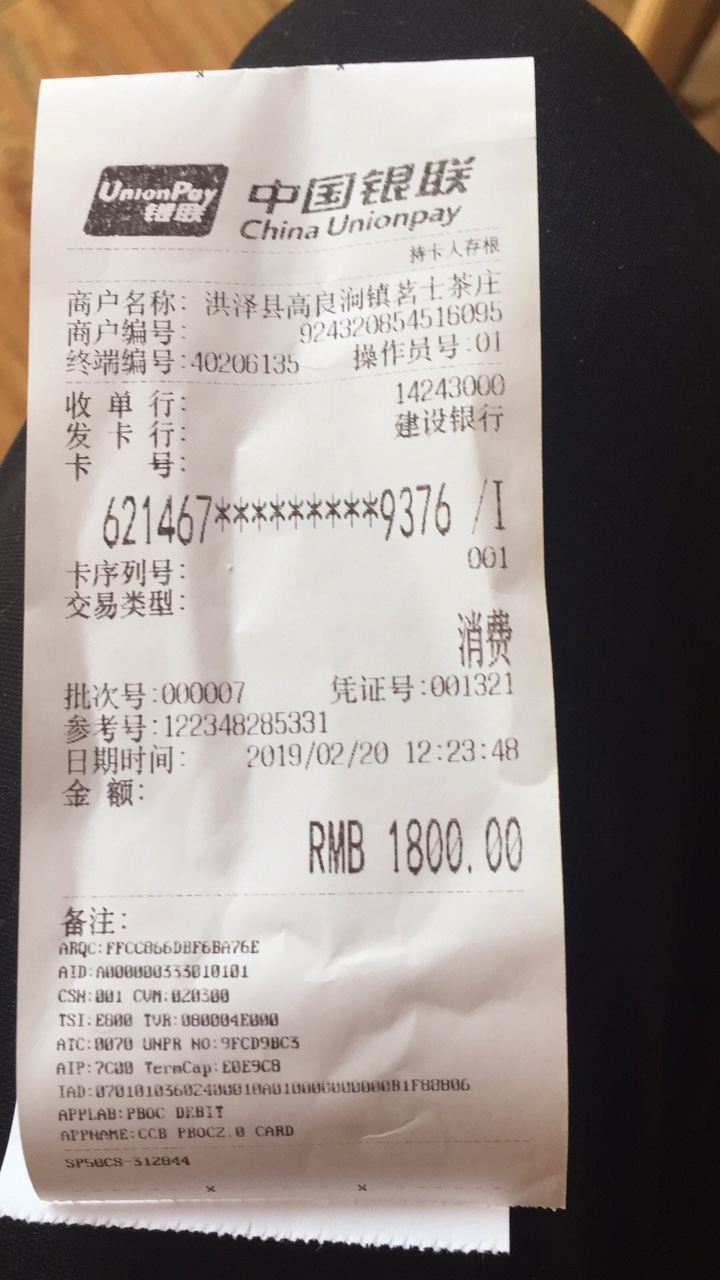 UnionPay
银联
中国银联
China Unionpay
持卡人存根
商户名称: 洪泽县高良涧镇茗士茶庄
商户编号: 924320854516095
终端编号:40206135 操作员号:01
收 单 行: 14243000
发 卡 行: 建设银行
卡 号:
621467*********9376 /I
卡序列号: 001
交易类型:
消费
批次号:000007 凭证号:001321
参考号:122348285331
日期时间: 2019/02/20 12:23:48
金 额:
RMB 1800.00
备注:
ARQC:FFCC866DBF6BA76E
AID:A000000333010101
CSN:001 CVM:020300
TSI:E800 TVR:080004E000
ATC:0070 UNPR NO:9FCD9BC3
AIP:7C00 TermCap:E0E9C8
IAD:07010103602400010A010000000000B1F88806
APPLAB:PBOC DEBIT
APPNAME:CCB PBOC2.0 CARD
SP50CS-312844